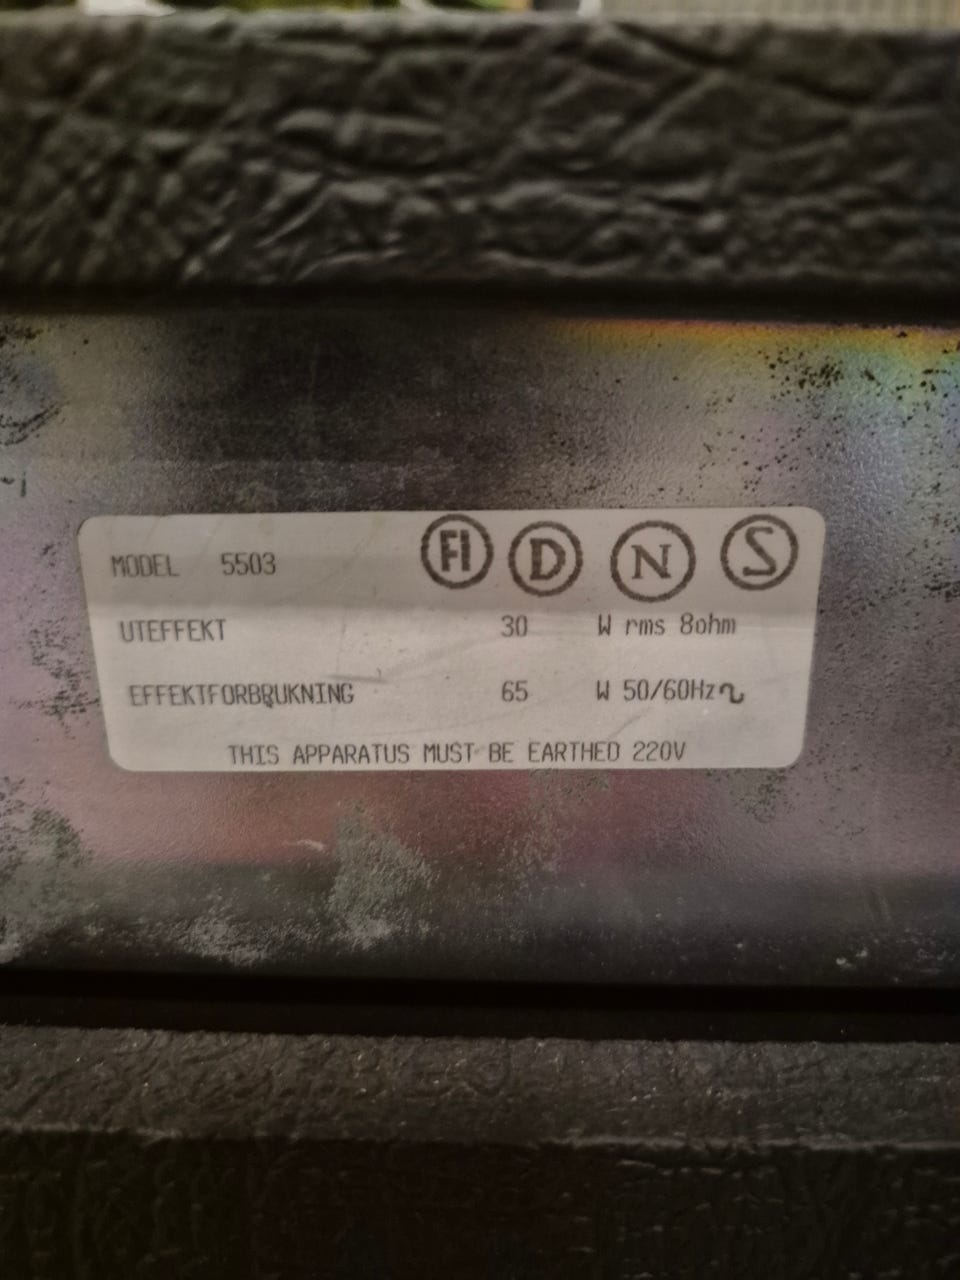 MODEL 5503 FI D N S
UTEFFEKT 30 W rms 8ohm
EFFEKTFORBRUKNING 65 W 50/60Hz∿
THIS APPARATUS MUST BE EARTHED 220V